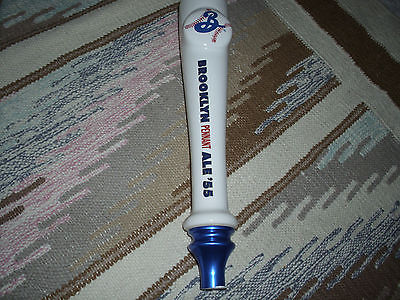 B
BROOKLYN PENNANT ALE '55